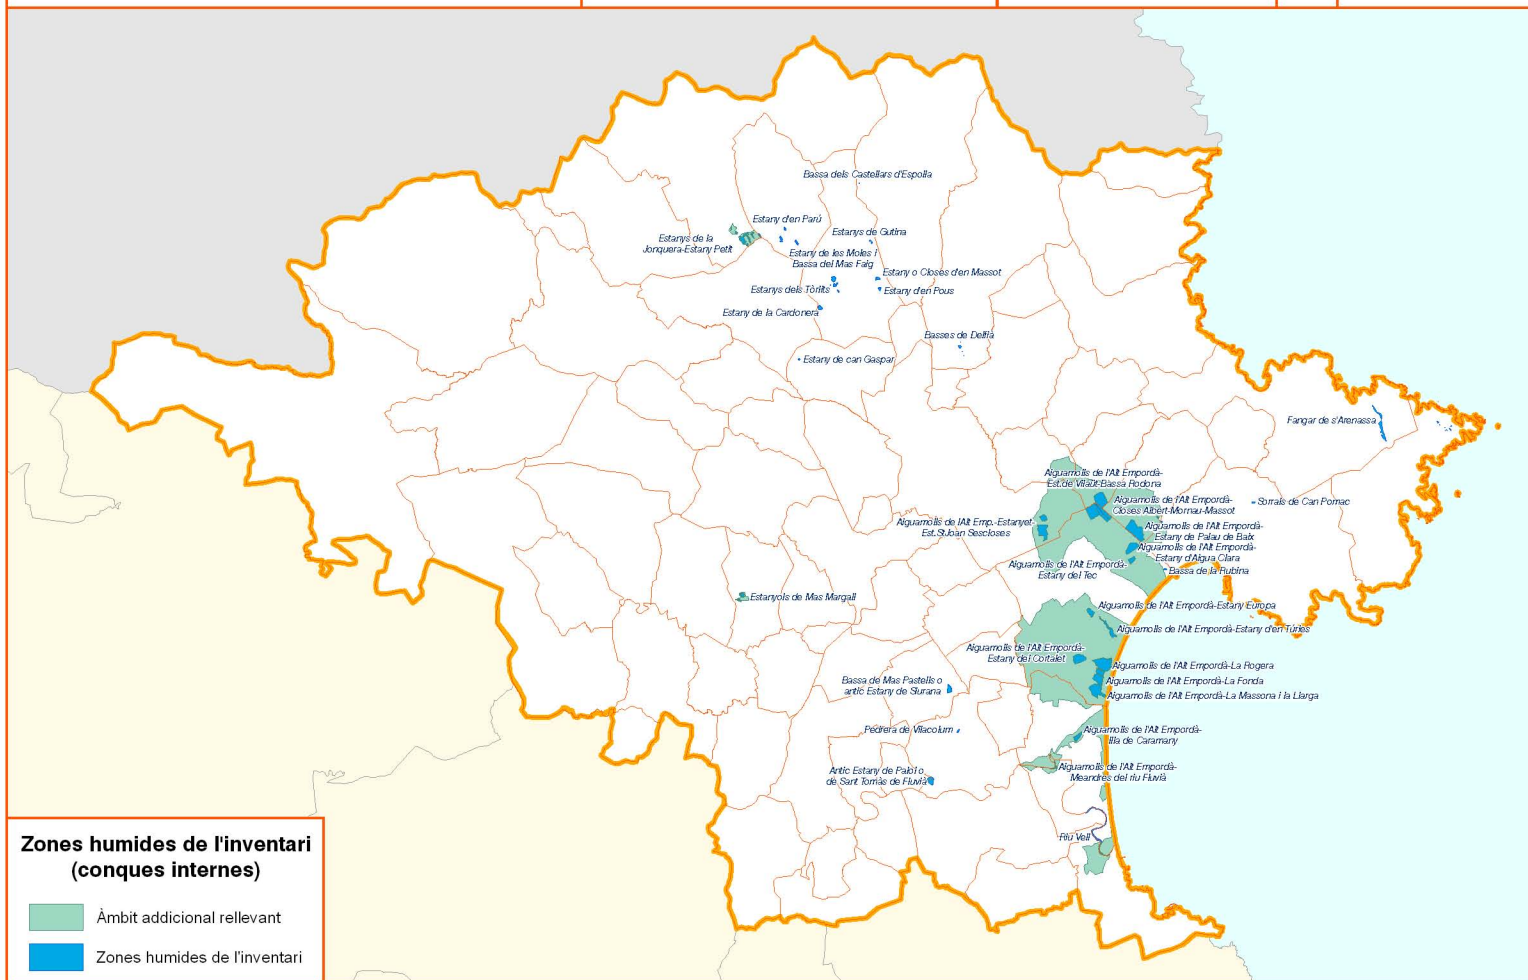 Bassa dels Castellars d'Espolla
Estany d'en Parú
Estanys de Gutina
Estanys de la
Jonquera-Estany Petit
Estany de les Moles i
Bassa del Mas Faig
Estany o Closes d'en Massot
Estanys dels Tòrlits
Estany d'en Pous
Estany de la Cardonera
Basses de Delfià
Estany de can Gaspar
Fangar de s'Arenassa
Aiguamolls de l'Alt Empordà-
Est.de Vilaüt-Bassa Rodona
Aiguamolls de l'Alt Empordà-
Closes Albert-Mornau-Massot
Sorrals de Can Pomac
Aiguamolls de lAlt Emp.-Estanyet-
Est.StJoan Sescloses
Aiguamolls de l'Alt Empordà-
Estany de Palau de Baix
Aiguamolls de l'Alt Empordà-
Estany d'Aigua Clara
Aiguamolls de l'Alt Empordà-
Estany del Tec
Bassa de la Rubina
Estanyols de Mas Margall
Aiguamolls de l'Alt Empordà-Estany Europa
Aiguamolls de l'Alt Empordà-Estany d'en Túries
Aiguamolls de l'Alt Empordà-
Estany del Cortalet
Aiguamolls de l'Alt Empordà-La Rogera
Bassa de Mas Pastells o
antic Estany de Siurana
Aiguamolls de l'Alt Empordà-La Fonda
Aiguamolls de l'Alt Empordà-La Massona i la Llarga
Pedrera de Vilacolum
Aiguamolls de l'Alt Empordà-
Illa de Caramany
Antic Estany de Palol o
de Sant Tomàs de Fluvià
Aiguamolls de l'Alt Empordà-
Meandres del riu Fluvià
Riu Vell
Zones humides de l'inventari
(conques internes)
Àmbit addicional rellevant
Zones humides de l'inventari